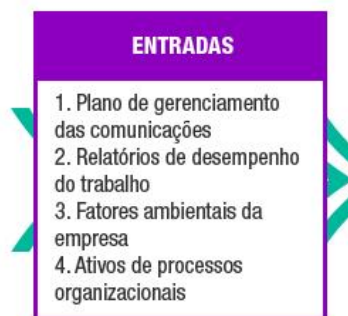 ENTRADAS
1. Plano de gerenciamento
das comunicações
2. Relatórios de desempenho
do trabalho
3. Fatores ambientais da
empresa
4. Ativos de processos
organizacionais